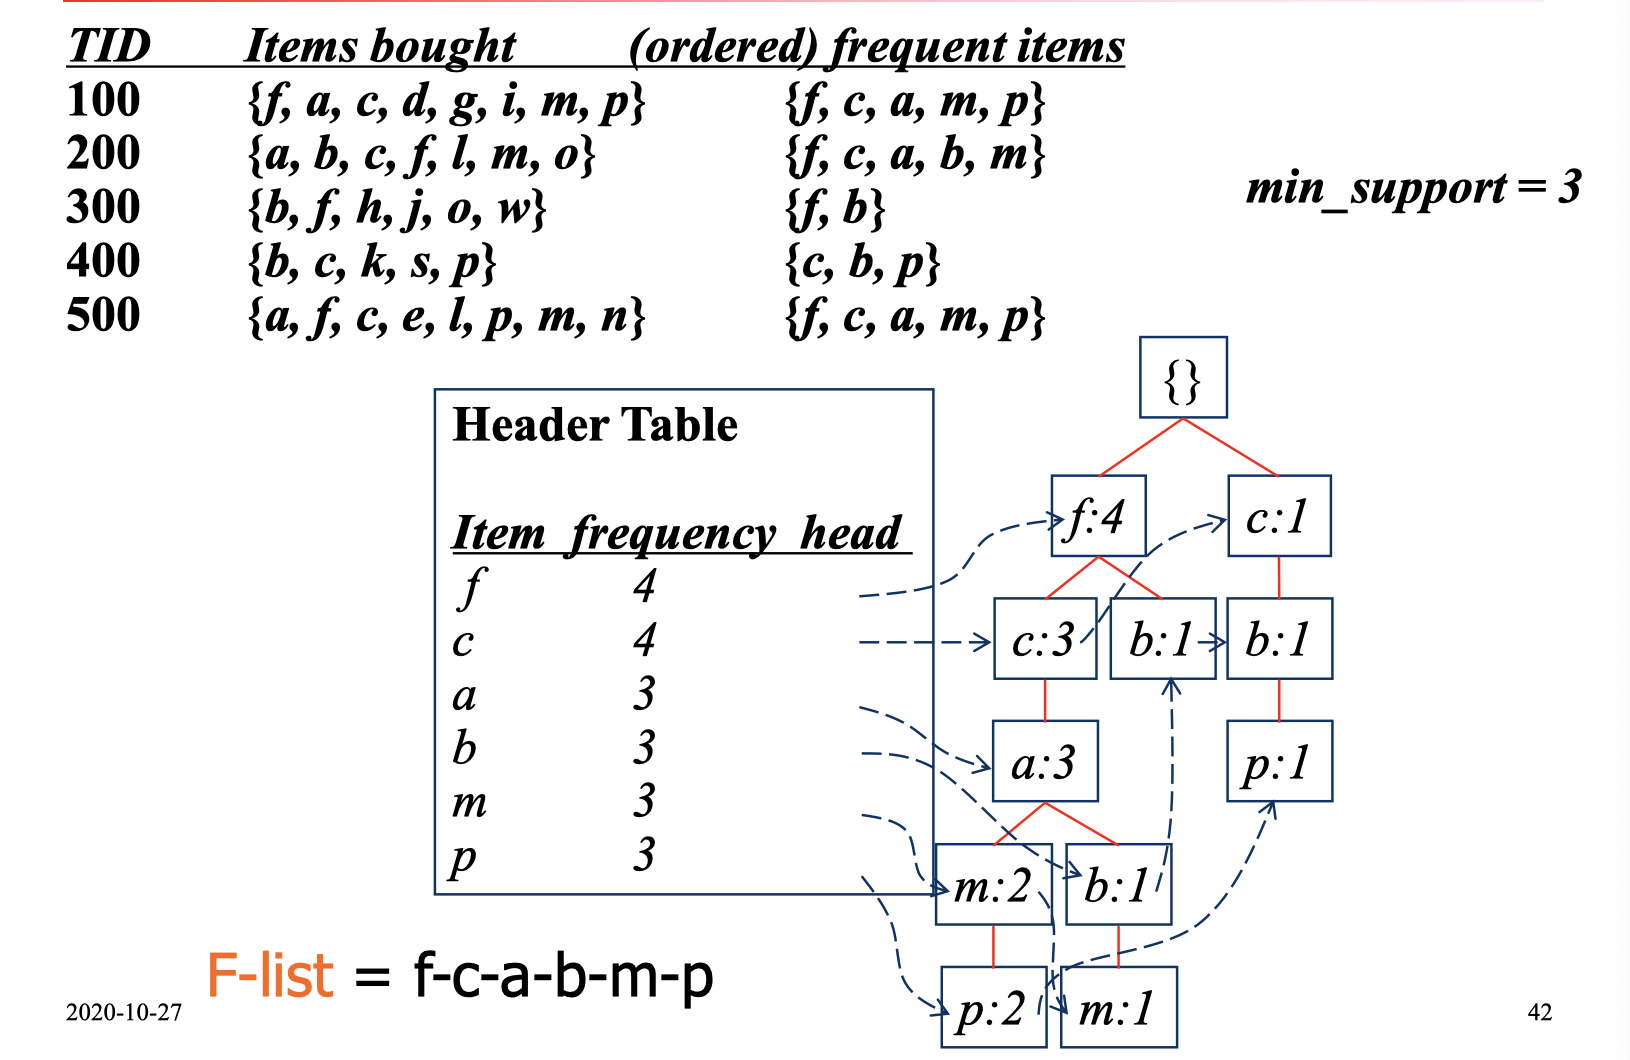 TID Items bought (ordered) frequent items
100 {f, a, c, d, g, i, m, p} {f, c, a, m, p}
200 {a, b, c, f, l, m, o} {f, c, a, b, m}
min_support = 3
300 {b, f, h, j, o, w} {f, b}
400 {b, c, k, s, p} {c, b, p}
500 {a, f, c, e, l, p, m, n} {f, c, a, m, p}
Header Table
Item frequency head
f 4
c 4
a 3
b 3
m 3
p 3
{}
f:4 c:1
c:3 b:1 b:1
a:3 p:1
m:2 b:1
p:2 m:1
F-list = f-c-a-b-m-p
2020-10-27
42